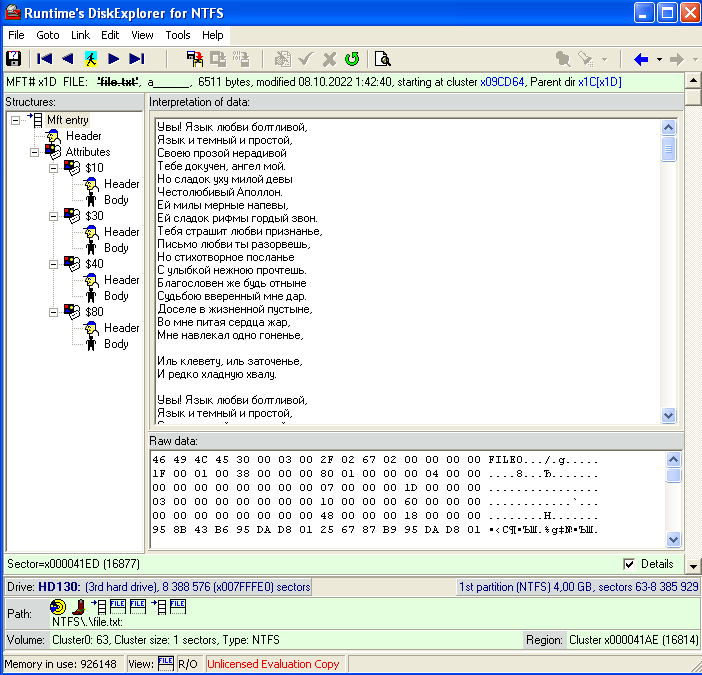 Runtime's DiskExplorer for NTFS
File Goto Link Edit View Tools Help
MFT# x1D FILE: 'file.txt', a______, 6511 bytes, modified 08.10.2022 1:42:40, starting at cluster x09CD64, Parent dir x1C[x1D]
Structures:
Mft entry
Header
Attributes
$10
Header
Body
$30
Header
Body
$40
Header
Body
$80
Header
Body
Interpretation of data:
Увы! Язык любви болтливой,
Язык и темный и простой,
Своею прозой нерадивой
Тебе докучен, ангел мой.
Но сладок уху милой девы
Честолюбивый Аполлон.
Ей милы мерные напевы,
Ей сладок рифмы гордый звон.
Тебя страшит любви признанье,
Письмо любви ты разорвешь,
Но стихотворное посланье
С улыбкой нежною прочтешь.
Благословен же будь отныне
Судьбою вверенный мне дар.
Доселе в жизненной пустыне,
Во мне питая сердца жар,
Мне навлекал одно гоненье,
Иль клевету, иль заточенье,
И редко хладную хвалу.
Увы! Язык любви болтливой,
Язык и темный и простой,
Raw data:
46 49 4C 45 30 00 03 00 2F 02 67 02 00 00 00 00 FILE0.../.g.....
1F 00 01 00 38 00 00 00 80 01 00 00 00 04 00 00 ....8...Ђ.......
00 00 00 00 00 00 00 00 07 00 00 00 1D 00 00 00 ................
03 00 00 00 00 00 00 00 10 00 00 00 60 00 00 00 ............`...
00 00 00 00 00 00 00 00 48 00 00 00 18 00 00 00 ........H.......
95 8B 43 B6 95 DA D8 01 25 67 87 B9 95 DA D8 01 •‹C¶•ЪШ.%g‡№•ЪШ.
Sector=x000041ED (16877)
Details
Drive: HD130: (3rd hard drive), 8 388 576 (x007FFFE0) sectors
1st partition (NTFS) 4,00 GB, sectors 63-8 385 929
Path:
FILE FILE FILE
NTFS\.\file.txt:
Volume: Cluster0: 63, Cluster size: 1 sectors, Type: NTFS
Region: Cluster x000041AE (16814)
Memory in use: 926148 View: FILE R/O Unlicensed Evaluation Copy